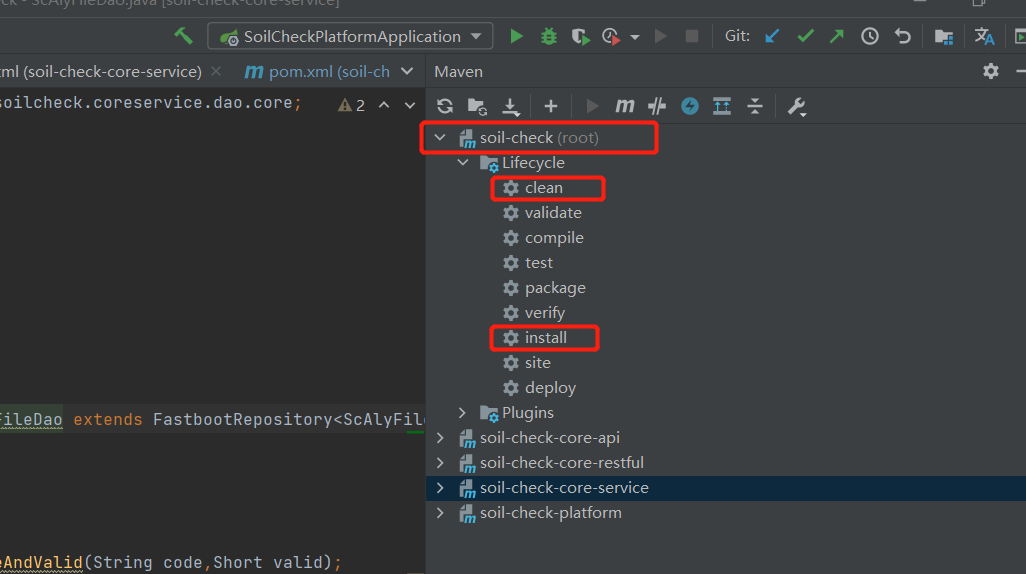 ck - ScAlyFileDao.java [soil-check-core-service]
SoilCheckPlatformApplication
Git:
ml (soil-check-core-service)
pom.xml (soil-ch
Maven
soilcheck.coreservice.dao.core;
2
soil-check (root)
Lifecycle
clean
validate
compile
test
package
verify
install
site
deploy
FileDao extends FastbootRepository<ScAlyFile
Plugins
soil-check-core-api
soil-check-core-restful
soil-check-core-service
soil-check-platform
eAndValid(String code,Short valid);